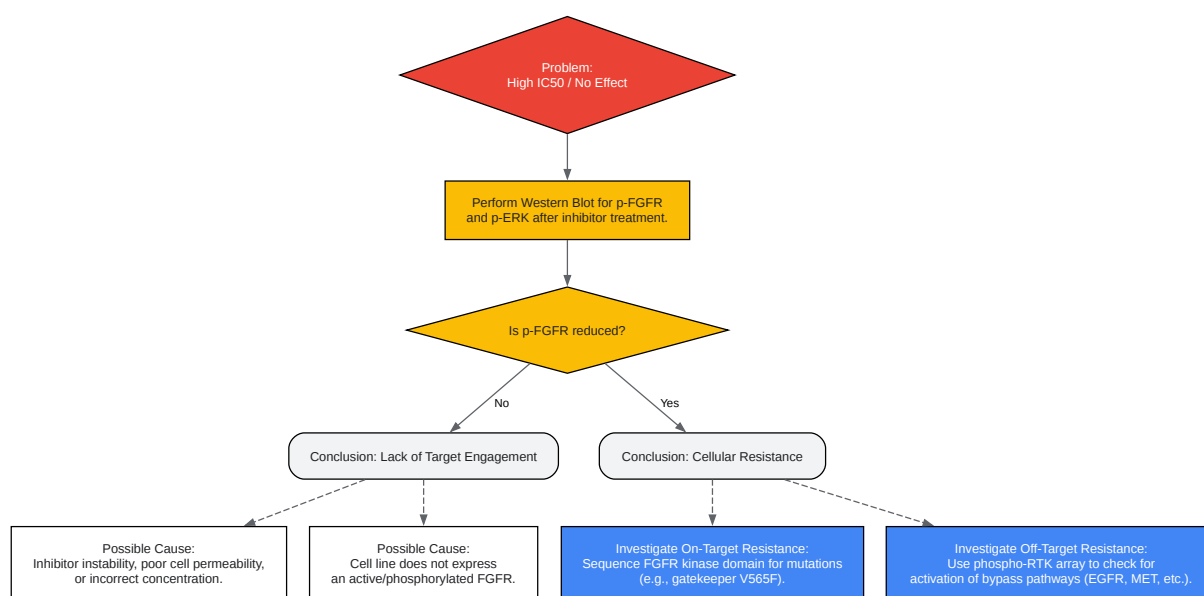 Problem:
High IC50 / No Effect
Perform Western Blot for p-FGFR
and p-ERK after inhibitor treatment.
Is p-FGFR reduced?
No
Yes
Conclusion: Lack of Target Engagement
Conclusion: Cellular Resistance
Possible Cause:
Inhibitor instability, poor cell permeability,
or incorrect concentration.
Possible Cause:
Cell line does not express
an active/phosphorylated FGFR.
Investigate On-Target Resistance:
Sequence FGFR kinase domain for mutations
(e.g., gatekeeper V565F).
Investigate Off-Target Resistance:
Use phospho-RTK array to check for
activation of bypass pathways (EGFR, MET, etc.).